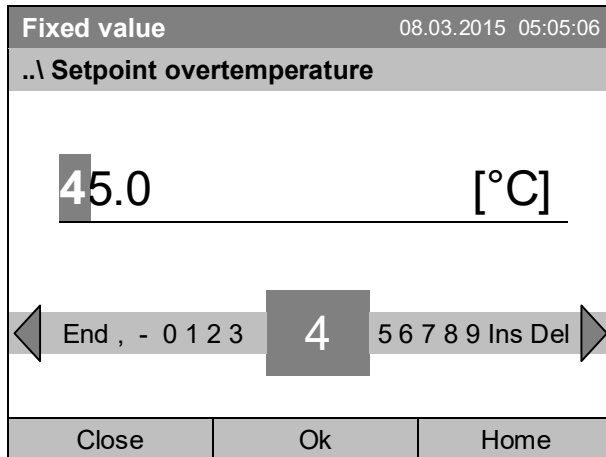 Fixed value 08.03.2015 05:05:06
..\ Setpoint overtemperature
45.0 [°C]
End , - 0 1 2 3 4 5 6 7 8 9 Ins Del
Close Ok Home